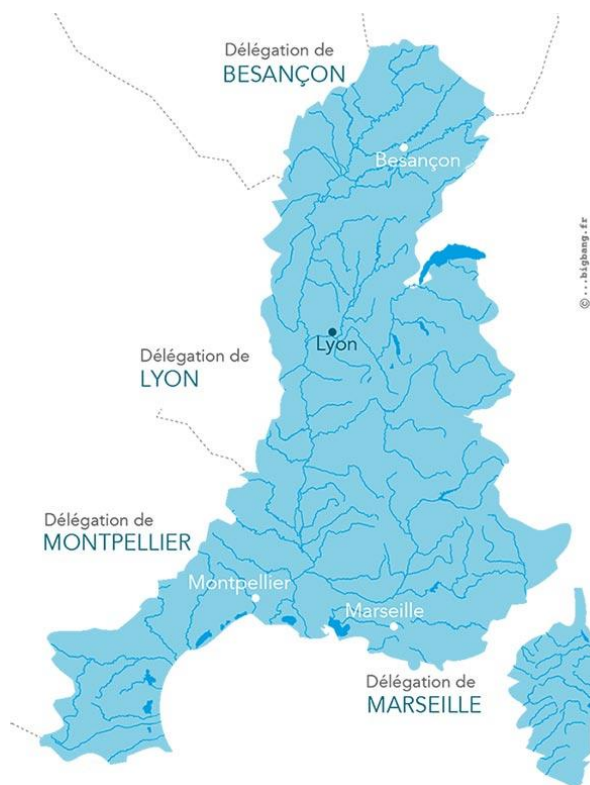 Délégation de
BESANÇON
Besançon
©...bigbang.fr
Lyon
Délégation de
LYON
Délégation de
MONTPELLIER
Montpellier
Marseille
Délégation de
MARSEILLE